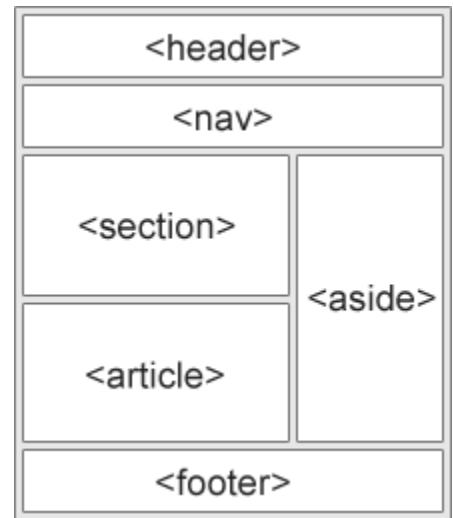 <header>
<nav>
<section>
<aside>
<article>
<footer>